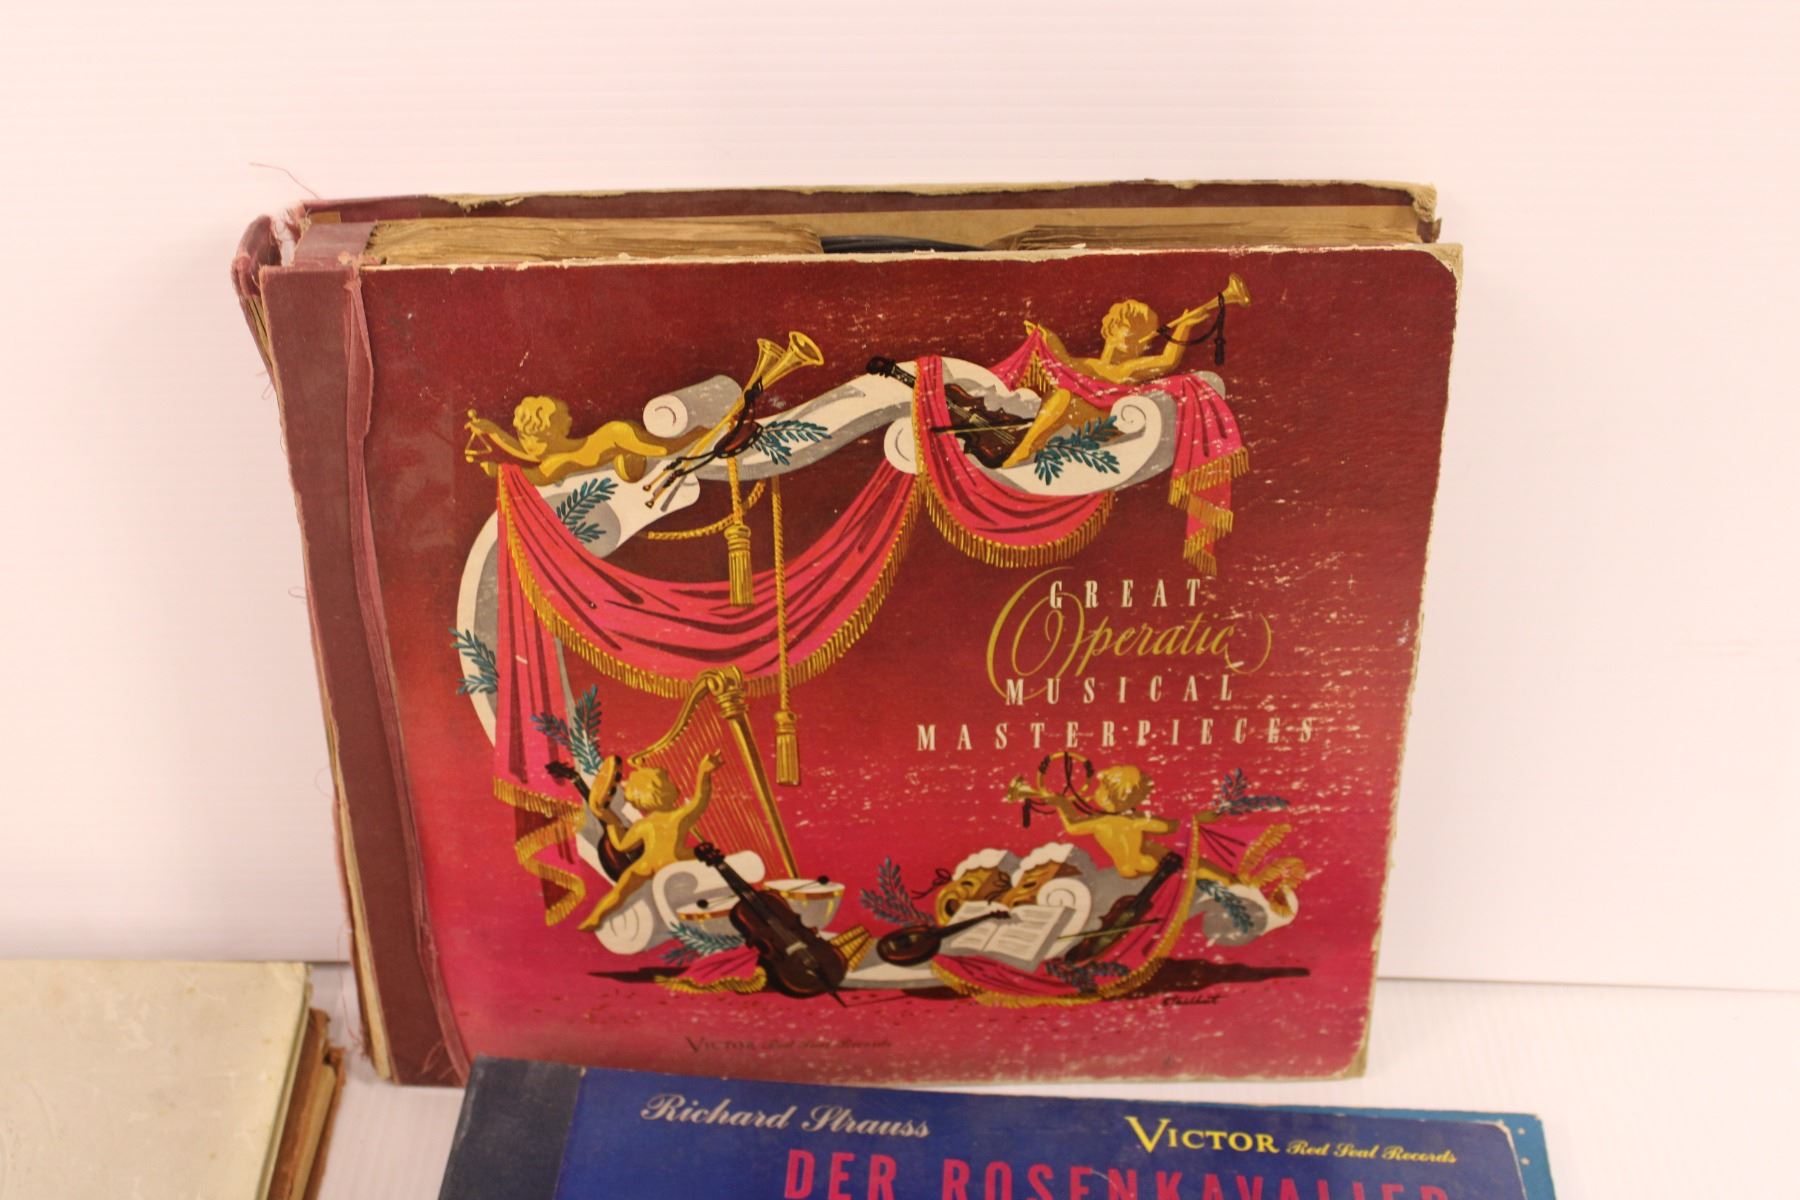 GREAT
Operatic
MUSICAL
MASTERPIECES
VICTOR Red Seal Records
Richard Strauss
VICTOR Red Seal Records
DER ROSENKAVALIER